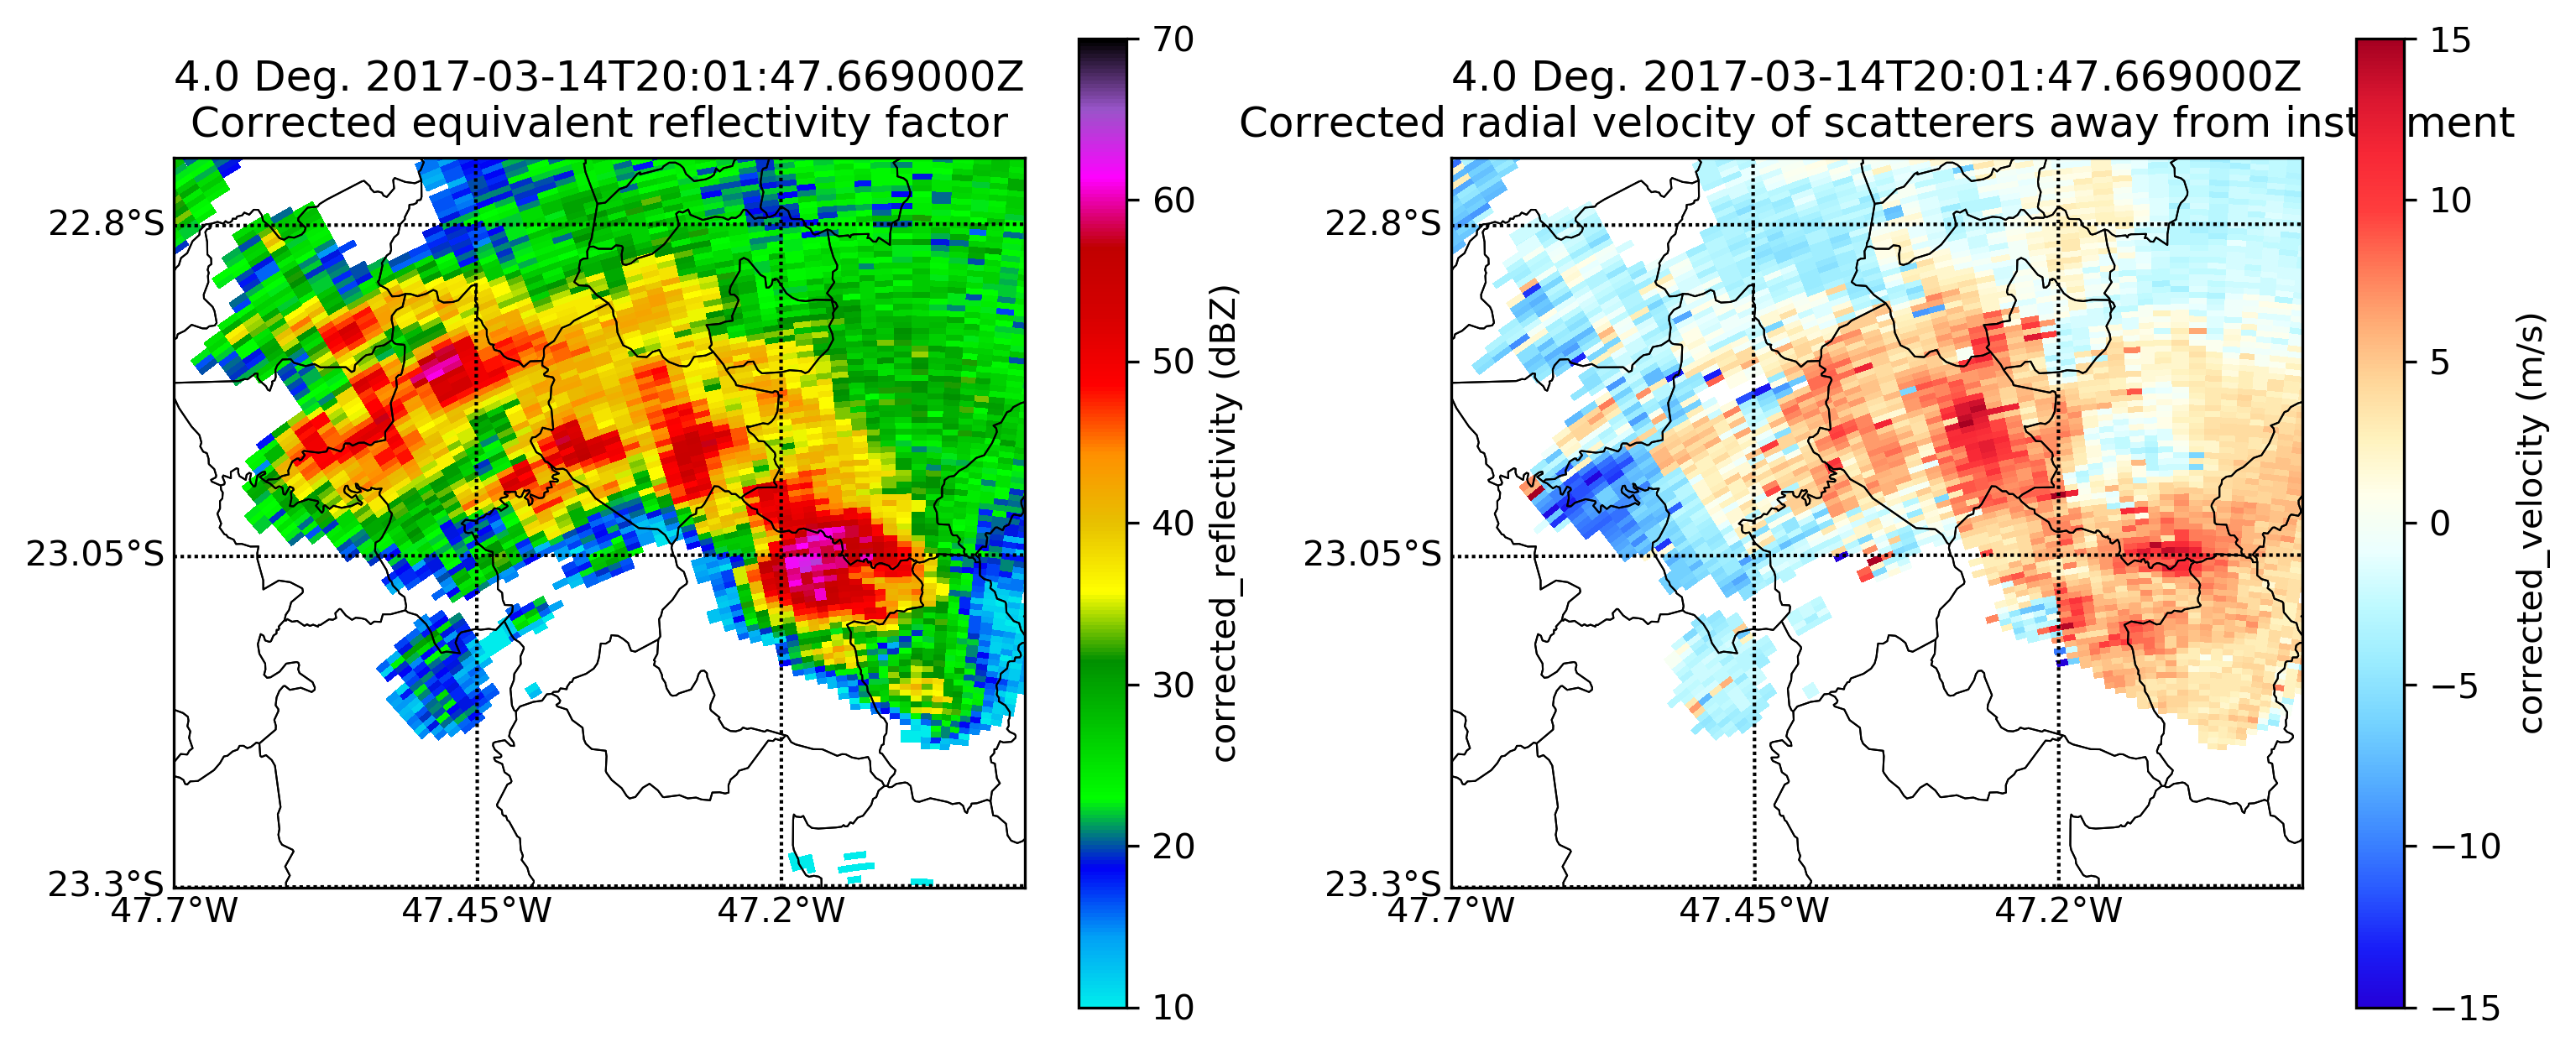 4.0 Deg. 2017-03-14T20:01:47.669000Z
Corrected equivalent reflectivity factor
22.8°S
23.05°S
23.3°S
47.7°W
47.45°W
47.2°W
70
60
50
40
30
20
10
corrected_reflectivity (dBZ)
4.0 Deg. 2017-03-14T20:01:47.669000Z
Corrected radial velocity of scatterers away from inst ment
22.8°S
23.05°S
23.3°S
47.7°W
47.45°W
47.2°W
15
10
5
0
−5
−10
−15
corrected_velocity (m/s)